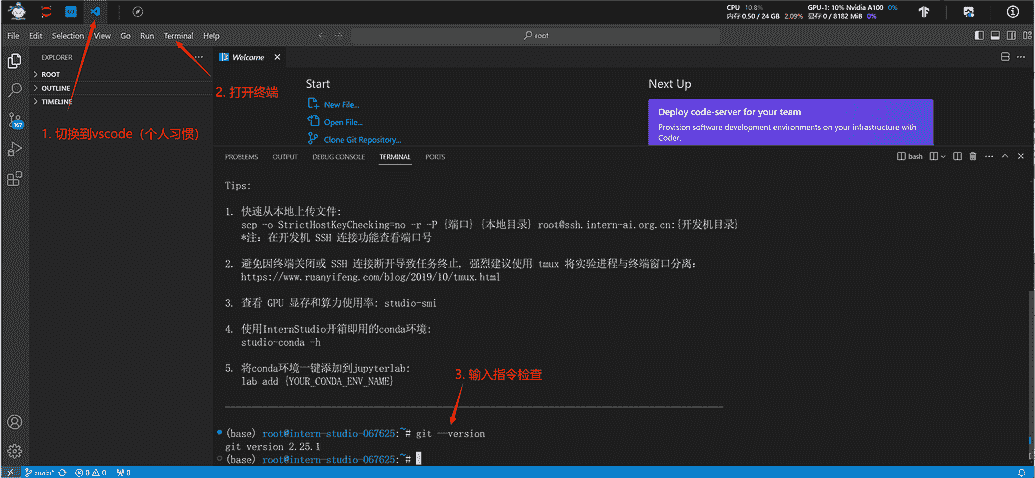 CPU 10.8% GPU-1: 10% Nvidia A100 0%
内存 0.50 / 24 GB 2.09% 显存 0 / 8182 MiB 0%
File Edit Selection View Go Run Terminal Help
root
EXPLORER
ROOT
OUTLINE
TIMELINE
167
1. 切换到vscode（个人习惯）
2. 打开终端
Welcome
Start
New File...
Open File...
Clone Git Repository...
Next Up
Deploy code-server for your team
Provision software development environments on your infrastructure with
Coder.
PROBLEMS OUTPUT DEBUG CONSOLE TERMINAL PORTS
bash
Tips:
1. 快速从本地上传文件:
scp -o StrictHostKeyChecking=no -r -P {端口} {本地目录} root@ssh.intern-ai.org.cn:{开发机目录}
*注: 在开发机 SSH 连接功能查看端口号
2. 避免因终端关闭或 SSH 连接断开导致任务终止, 强烈建议使用 tmux 将实验进程与终端窗口分离:
https://www.ruanyifeng.com/blog/2019/10/tmux.html
3. 查看 GPU 显存和算力使用率: studio-smi
4. 使用InternStudio开箱即用的conda环境:
studio-conda -h
5. 将conda环境一键添加到jupyterlab:
lab add {YOUR_CONDA_ENV_NAME}
3. 输入指令检查
(base) root@intern-studio-067625:~# git --version
git version 2.25.1
(base) root@intern-studio-067625:~#
0 0 0